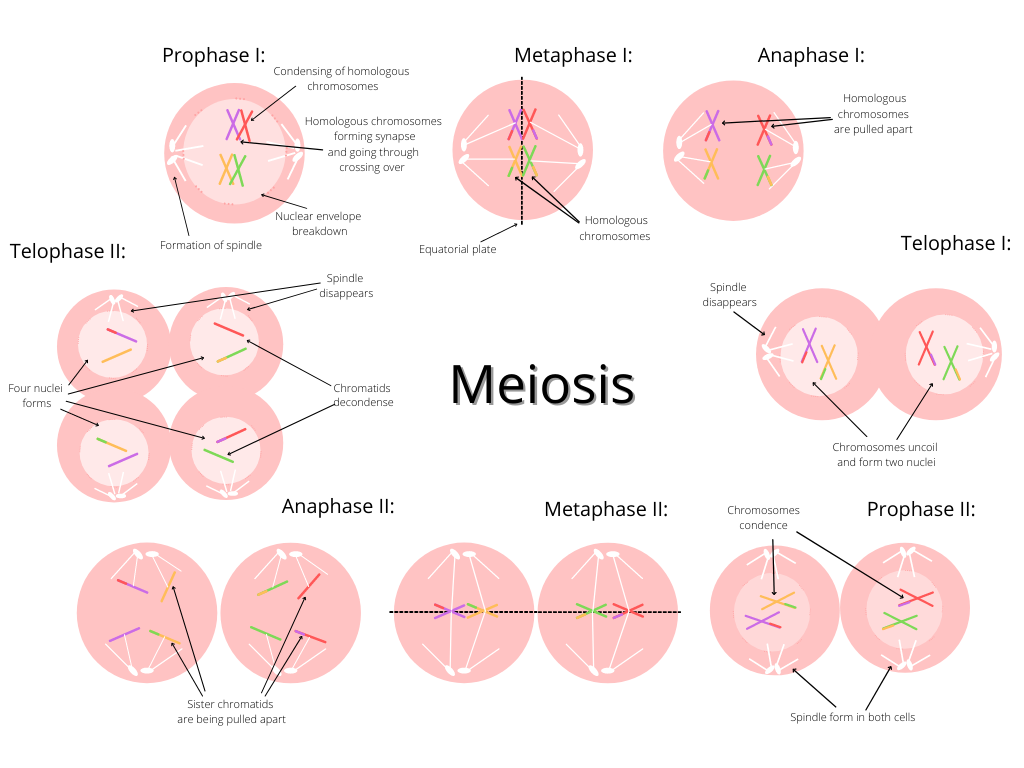 Prophase I:
Condensing of homologous
chromosomes
Homologous chromosomes
forming synapse
and going through
crossing over
Nuclear envelope
breakdown
Formation of spindle
Metaphase I:
Homologous
chromosomes
Equatorial plate
Anaphase I:
Homologous
chromosomes
are pulled apart
Telophase I:
Spindle
disappears
Chromosomes uncoil
and form two nuclei
Telophase II:
Spindle
disappears
Four nuclei
forms
Chromatids
decondense
Meiosis
Anaphase II:
Sister chromatids
are being pulled apart
Metaphase II:
Prophase II:
Chromosomes
condence
Spindle form in both cells